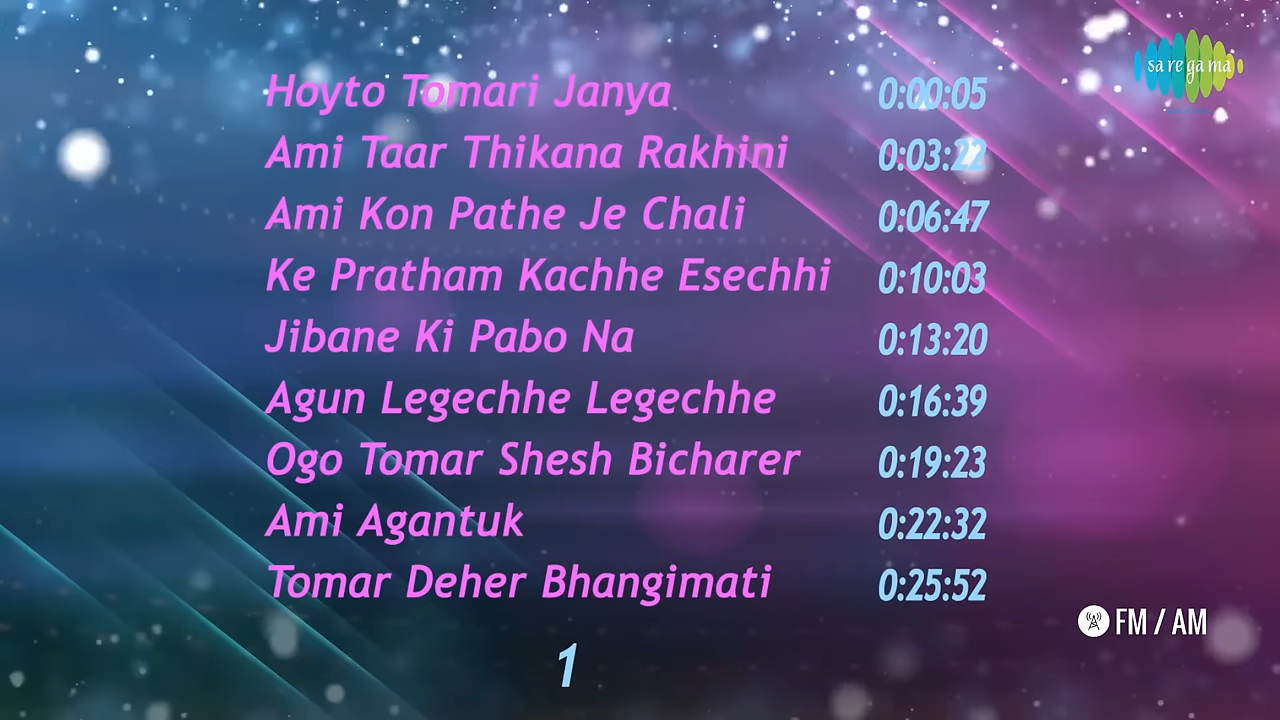 sa re ga ma
Hoyto Tomari Janya 0:00:05
Ami Taar Thikana Rakhini 0:03:22
Ami Kon Pathe Je Chali 0:06:47
Ke Pratham Kachhe Esechhi 0:10:03
Jibane Ki Pabo Na 0:13:20
Agun Legechhe Legechhe 0:16:39
Ogo Tomar Shesh Bicharer 0:19:23
Ami Agantuk 0:22:32
Tomar Deher Bhangimati 0:25:52
FM / AM
1